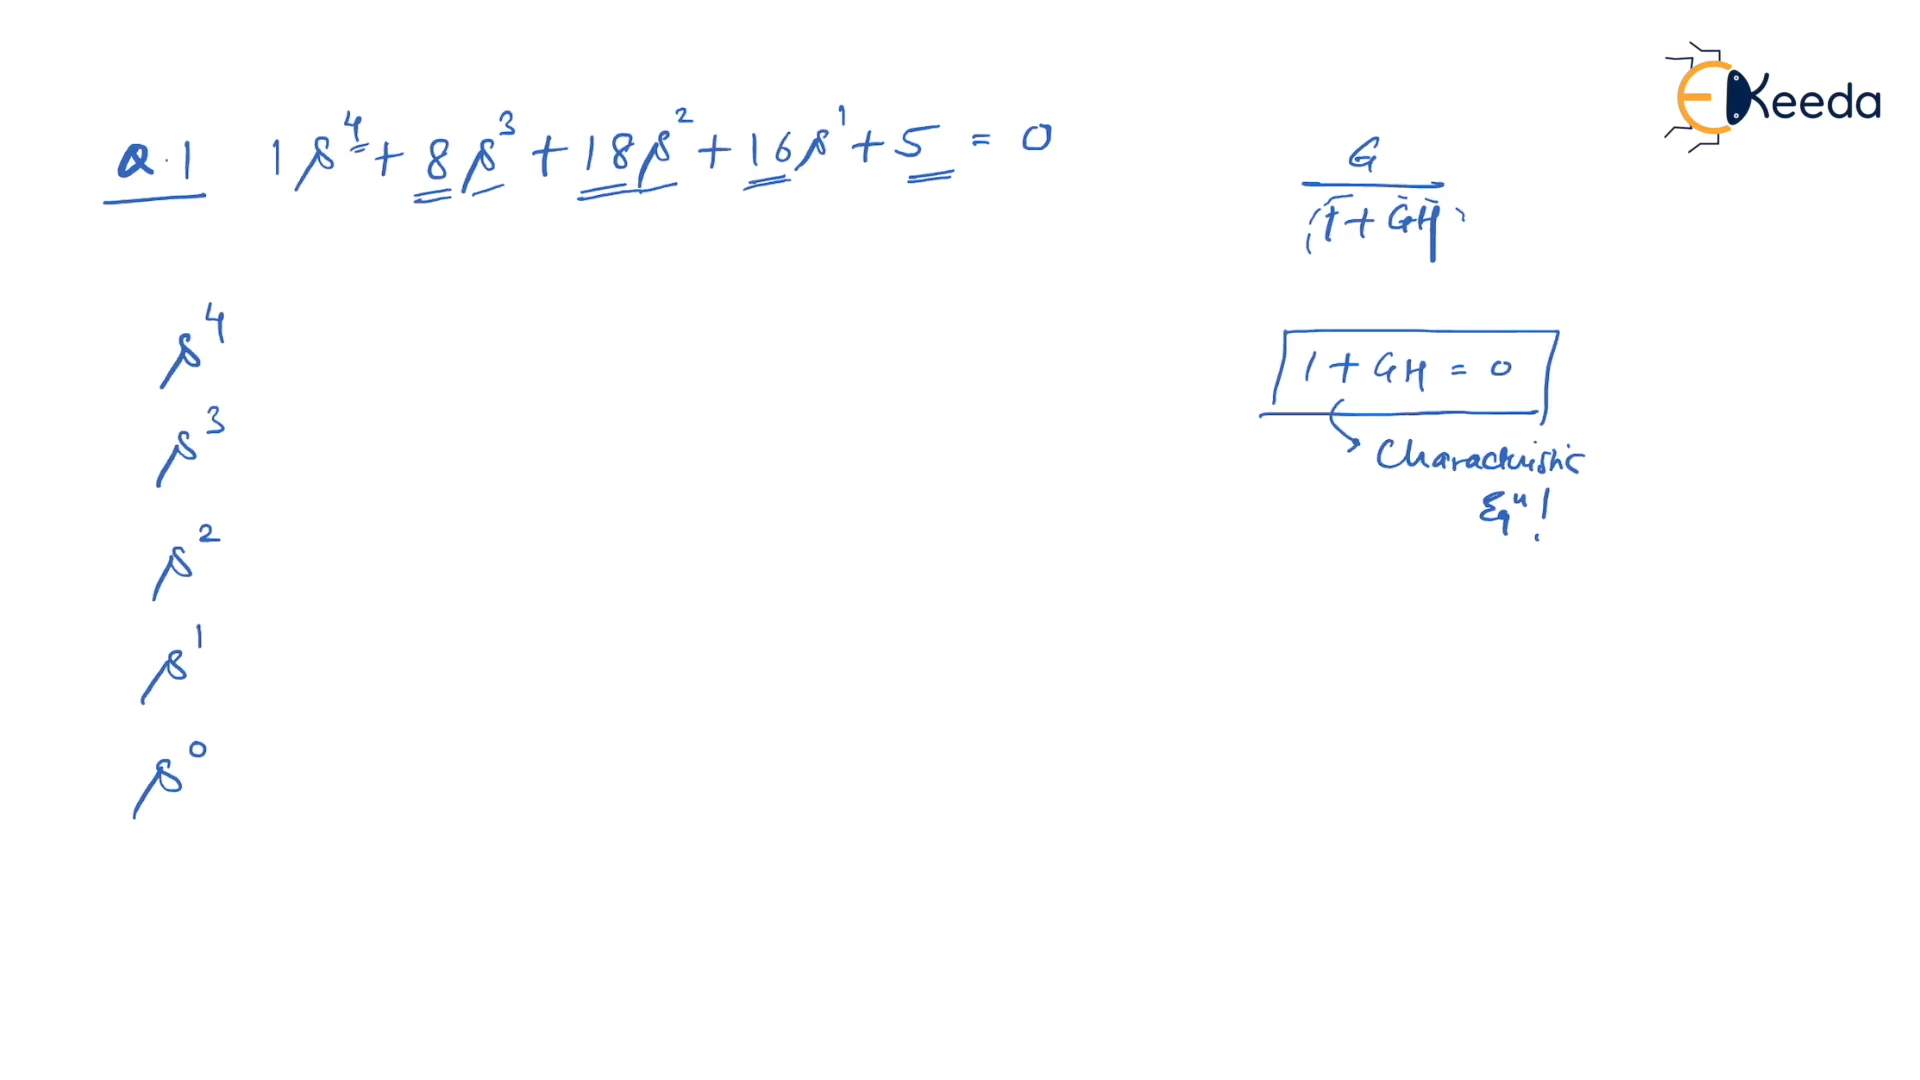 Q.1 1s⁴ + 8s³ + 18s² + 16s¹ + 5 = 0
EKeeda
G
1 + GH
s⁴
1 + GH = 0
s³
Characteristic
Eqⁿ!
s²
s¹
s⁰